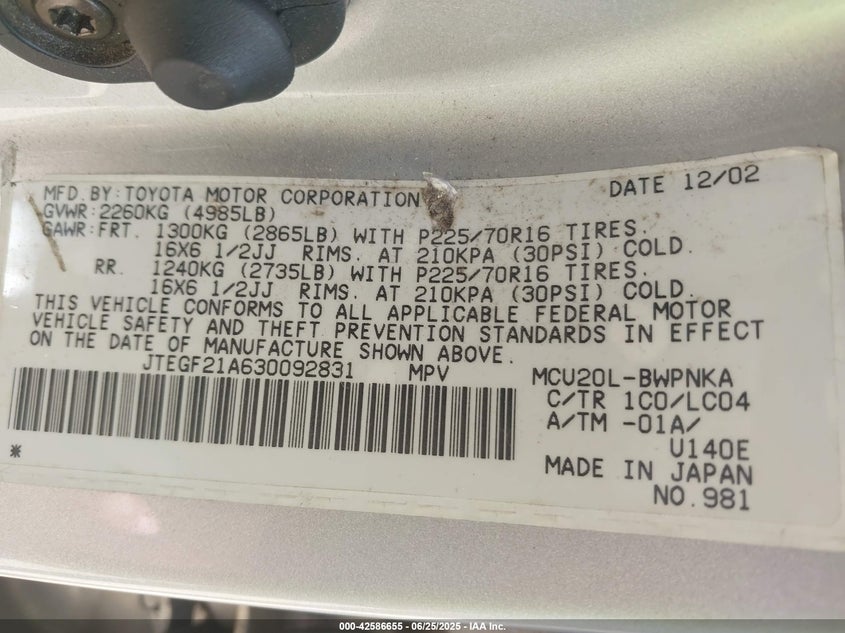 MFD. BY: TOYOTA MOTOR CORPORATION DATE 12/02
GVWR: 2260KG (4985LB)
GAWR: FRT. 1300KG (2865LB) WITH P225/70R16 TIRES.
16X6 1/2JJ RIMS. AT 210KPA (30PSI) COLD.
RR. 1240KG (2735LB) WITH P225/70R16 TIRES.
16X6 1/2JJ RIMS. AT 210KPA (30PSI) COLD.
THIS VEHICLE CONFORMS TO ALL APPLICABLE FEDERAL MOTOR
VEHICLE SAFETY AND THEFT PREVENTION STANDARDS IN EFFECT
ON THE DATE OF MANUFACTURE SHOWN ABOVE.
JTEGF21A630092831 MPV MCU20L-BWPNKA
C/TR 1C0/LC04
A/TM -01A/
U140E
MADE IN JAPAN
NO. 981
000-42586655 - 06/25/2025 - IAA Inc.